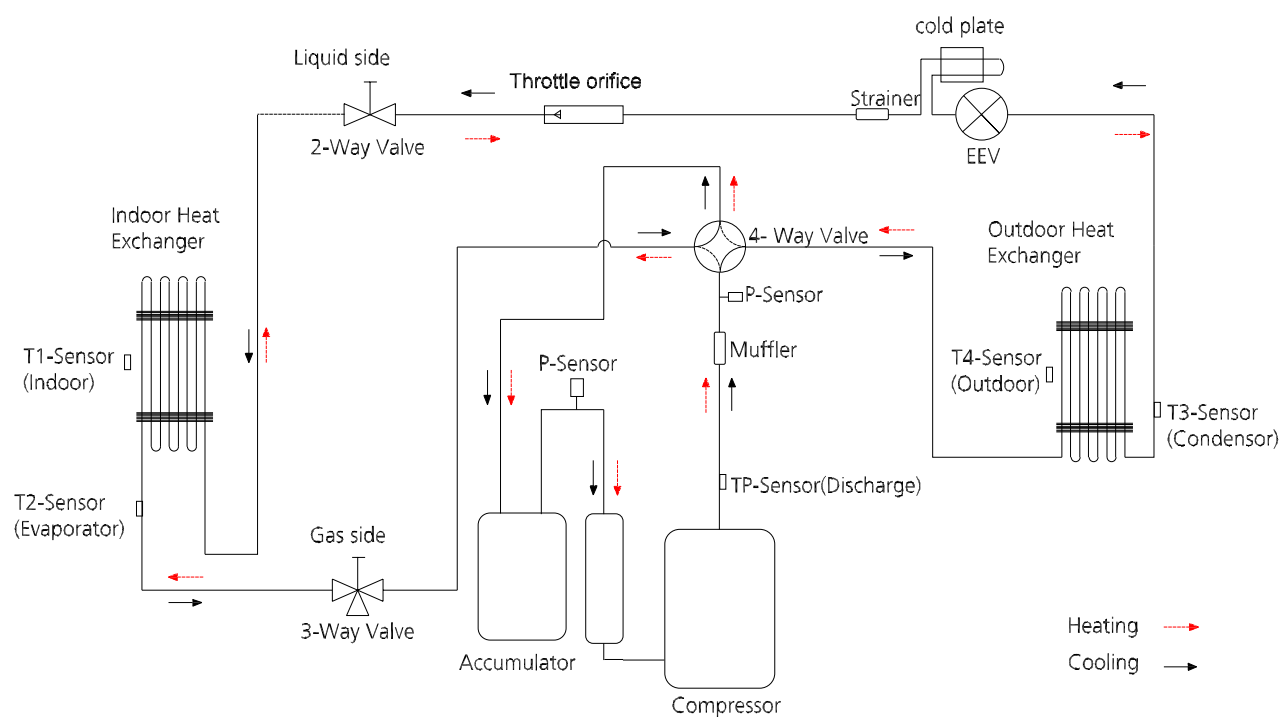 cold plate
Liquid side
Throttle orifice
Strainer
2-Way Valve
EEV
Indoor Heat
Exchanger
4- Way Valve
Outdoor Heat
Exchanger
P-Sensor
T1-Sensor
(Indoor)
P-Sensor
Muffler
T4-Sensor
(Outdoor)
T3-Sensor
(Condensor)
T2-Sensor
(Evaporator)
TP-Sensor(Discharge)
Gas side
3-Way Valve
Accumulator
Compressor
Heating
Cooling